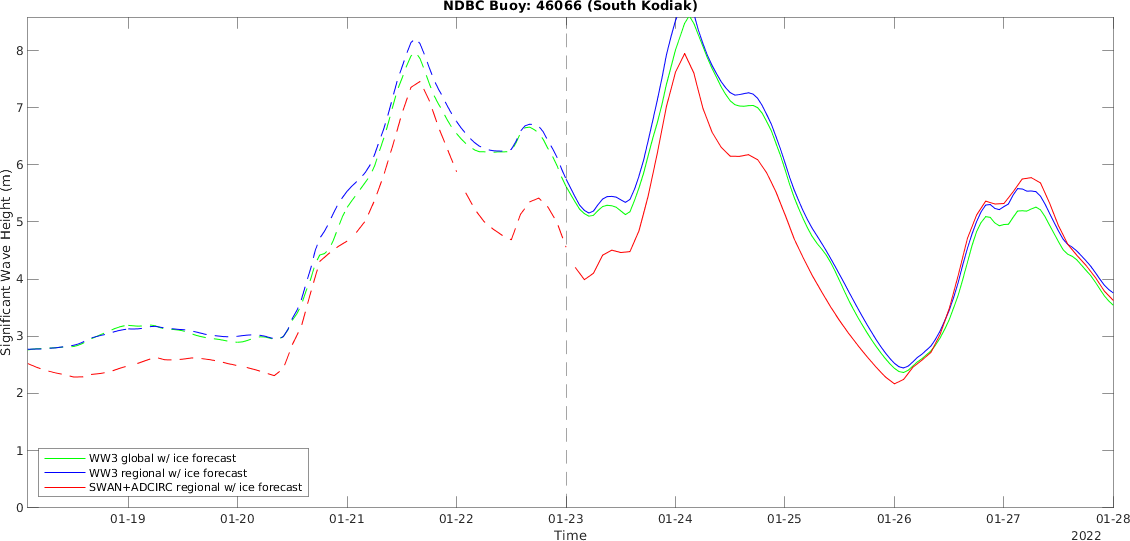 NDBC Buoy: 46066 (South Kodiak)
Significant Wave Height (m)
8
7
6
5
4
3
2
1
0
WW3 global w/ ice forecast
WW3 regional w/ ice forecast
SWAN+ADCIRC regional w/ ice forecast
01-19 01-20 01-21 01-22 01-23 01-24 01-25 01-26 01-27 01-28
Time 2022